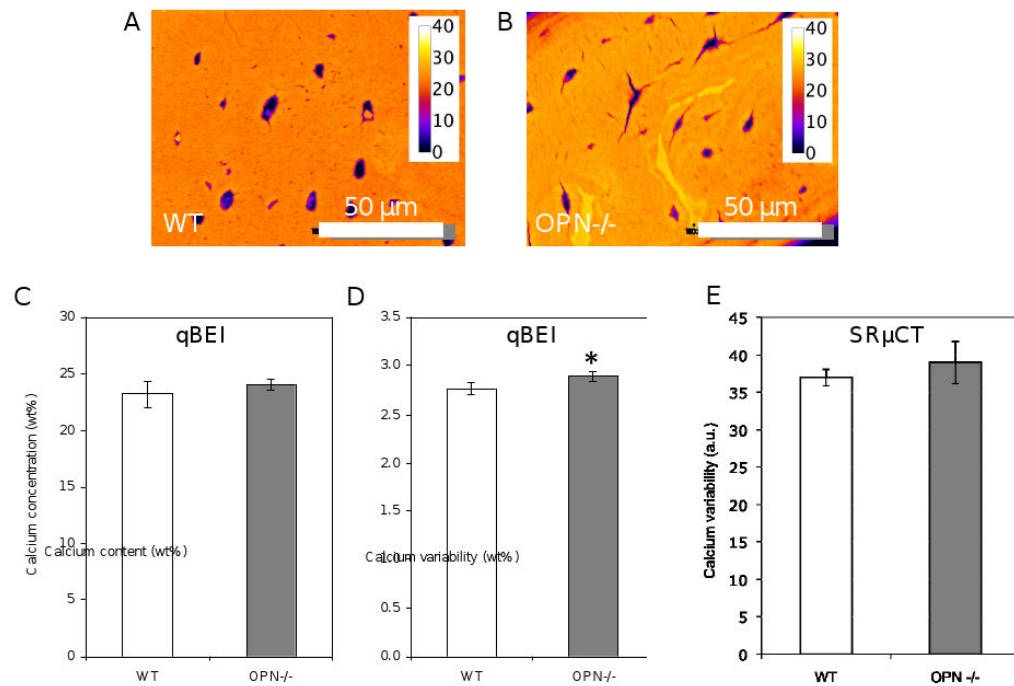 A
40
30
20
10
0
WT
50 µm
B
40
30
20
10
0
OPN-/-
50 µm
C
qBEI
Calcium concentration (wt%)
Calcium content (wt%)
30
25
20
15
10
5
0
WT OPN-/-
D
qBEI
Calcium variability (wt%)
3.5
3.0
2.5
2.0
1.5
1.0
0.5
0.0
*
WT OPN-/-
E
SRµCT
Calcium variability (a.u.)
45
40
35
30
25
20
15
10
5
0
WT OPN -/-